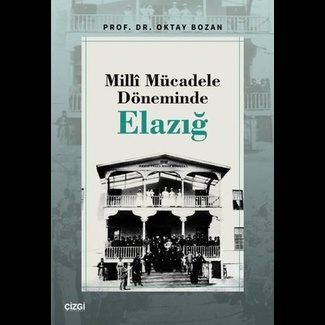 PROF. DR. OKTAY BOZAN
Millî Mücadele
Döneminde
Elazığ
ÇİZGİ